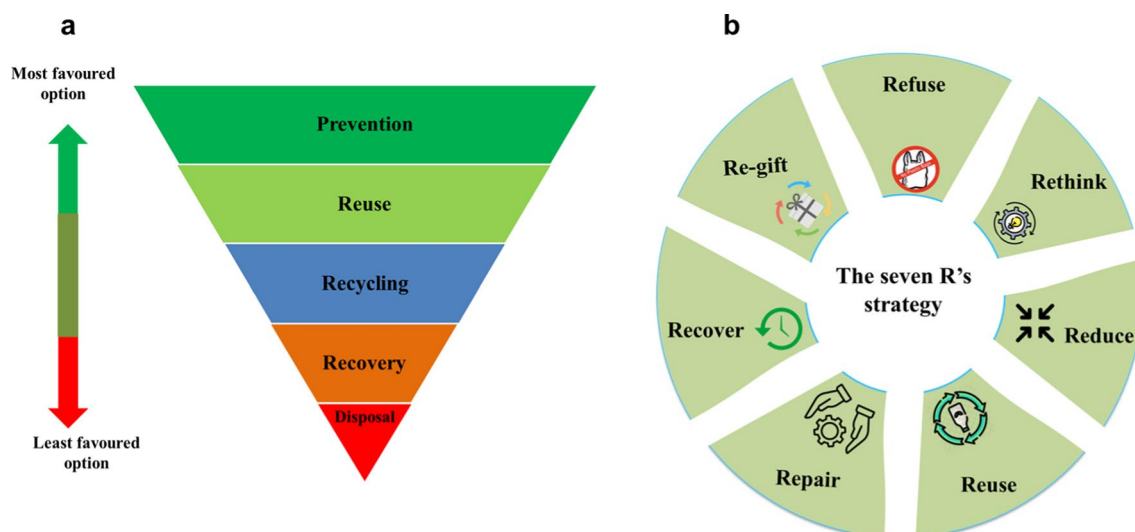 a
Most favoured
option
Prevention
Reuse
Recycling
Recovery
Disposal
Least favoured
option
b
Refuse
Rethink
Reduce
Reuse
Repair
Recover
Re-gift
The seven R's
strategy